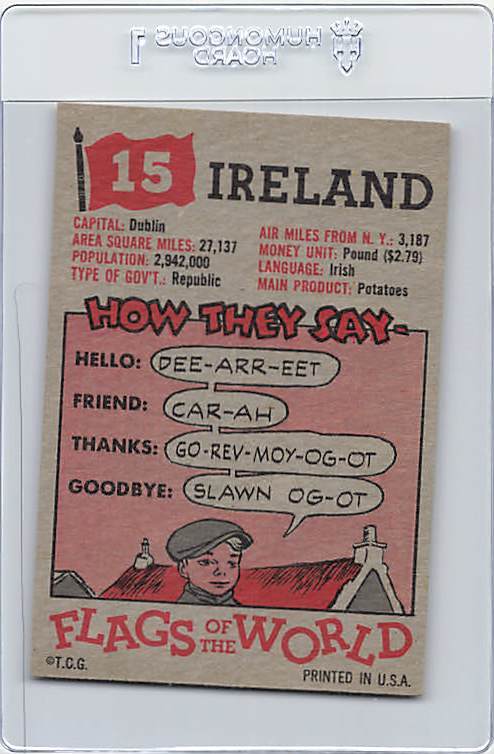 HUMONGOUS
HOARD
15 IRELAND
CAPITAL: Dublin
AREA SQUARE MILES: 27,137
POPULATION: 2,942,000
TYPE OF GOV'T.: Republic
AIR MILES FROM N. Y.: 3,187
MONEY UNIT: Pound ($2.79)
LANGUAGE: Irish
MAIN PRODUCT: Potatoes
HOW THEY SAY-
HELLO: DEE-ARR-EET
FRIEND: CAR-AH
THANKS: GO-REV-MOY-OG-OT
GOODBYE: SLAWN OG-OT
FLAGS OF THE WORLD
©T.C.G.
PRINTED IN U.S.A.